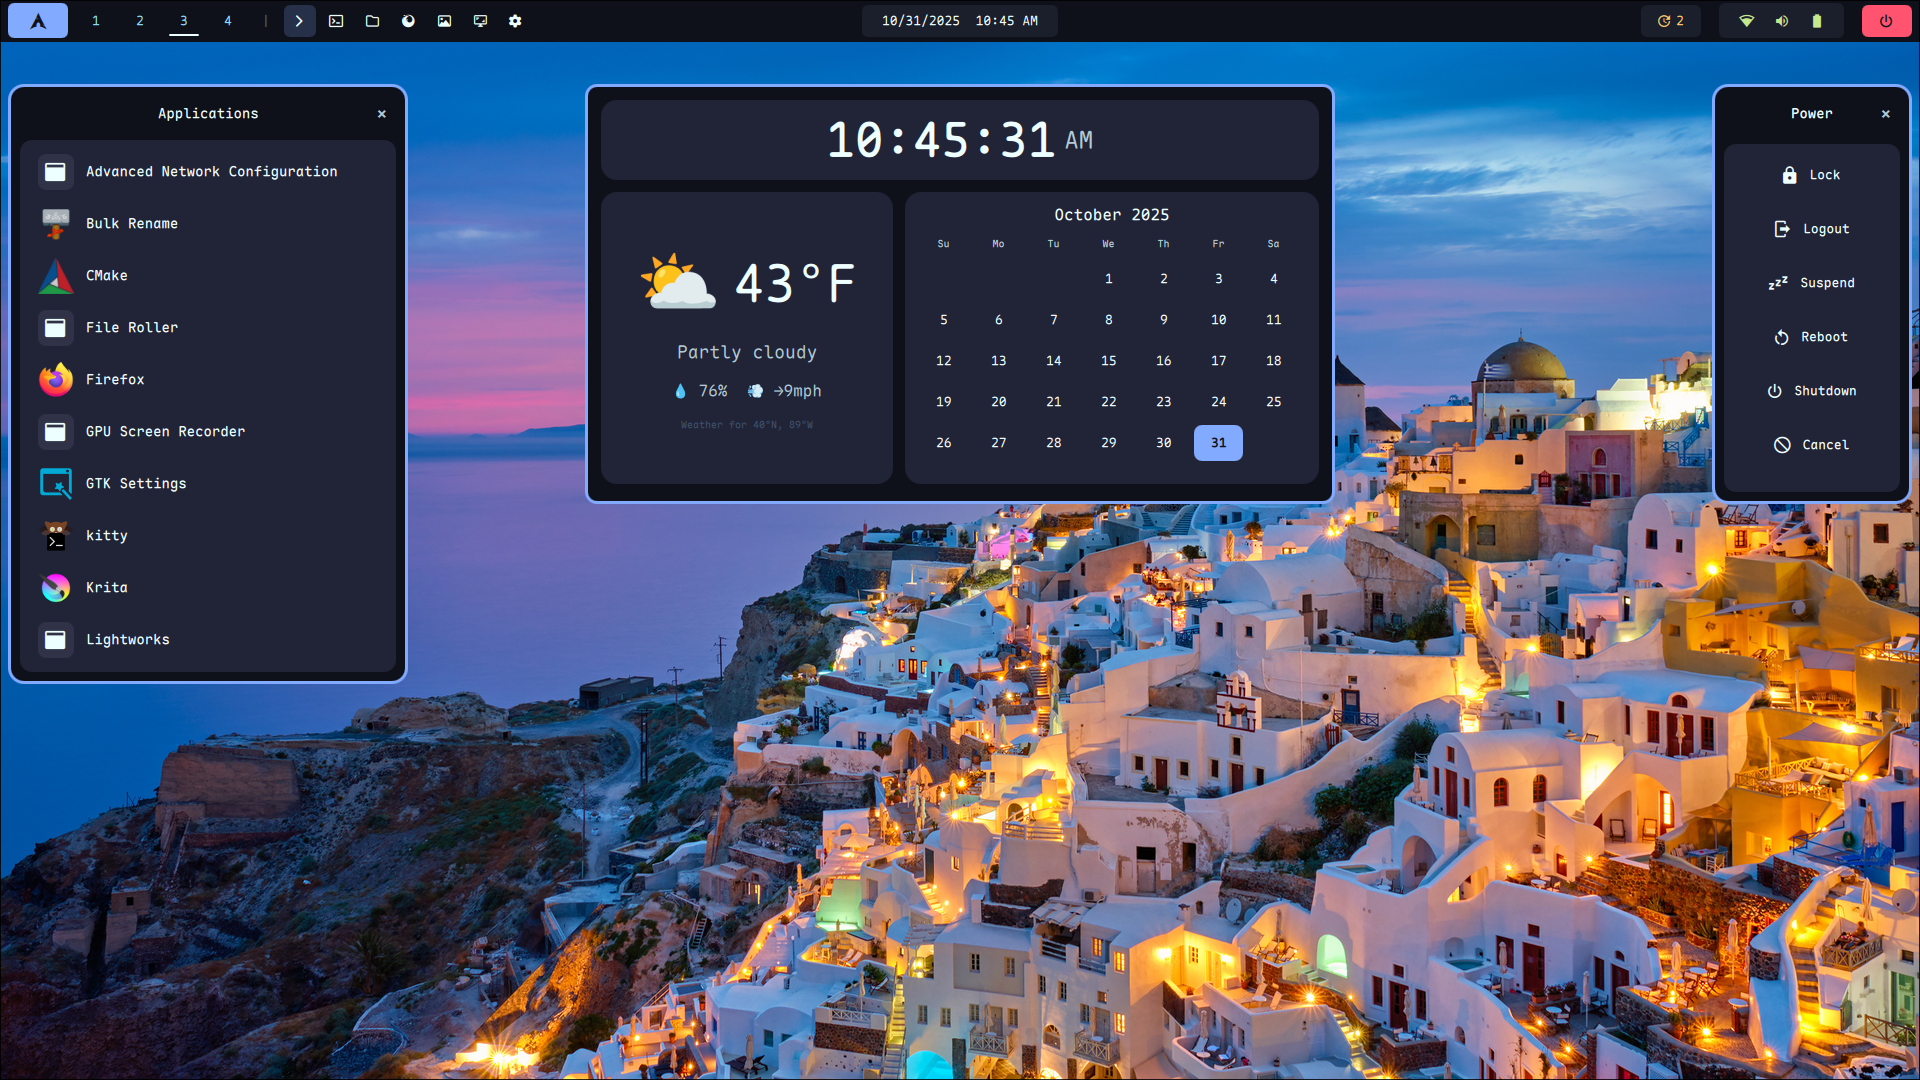 1 2 3 4 |
10/31/2025 10:45 AM
2
Applications ×
Advanced Network Configuration
Bulk Rename
CMake
File Roller
Firefox
GPU Screen Recorder
GTK Settings
kitty
Krita
Lightworks
10:45:31 AM
43°F
Partly cloudy
76% →9mph
Weather for 40°N, 89°W
October 2025
Su Mo Tu We Th Fr Sa
1 2 3 4
5 6 7 8 9 10 11
12 13 14 15 16 17 18
19 20 21 22 23 24 25
26 27 28 29 30 31
Power ×
Lock
Logout
zzz Suspend
Reboot
Shutdown
Cancel